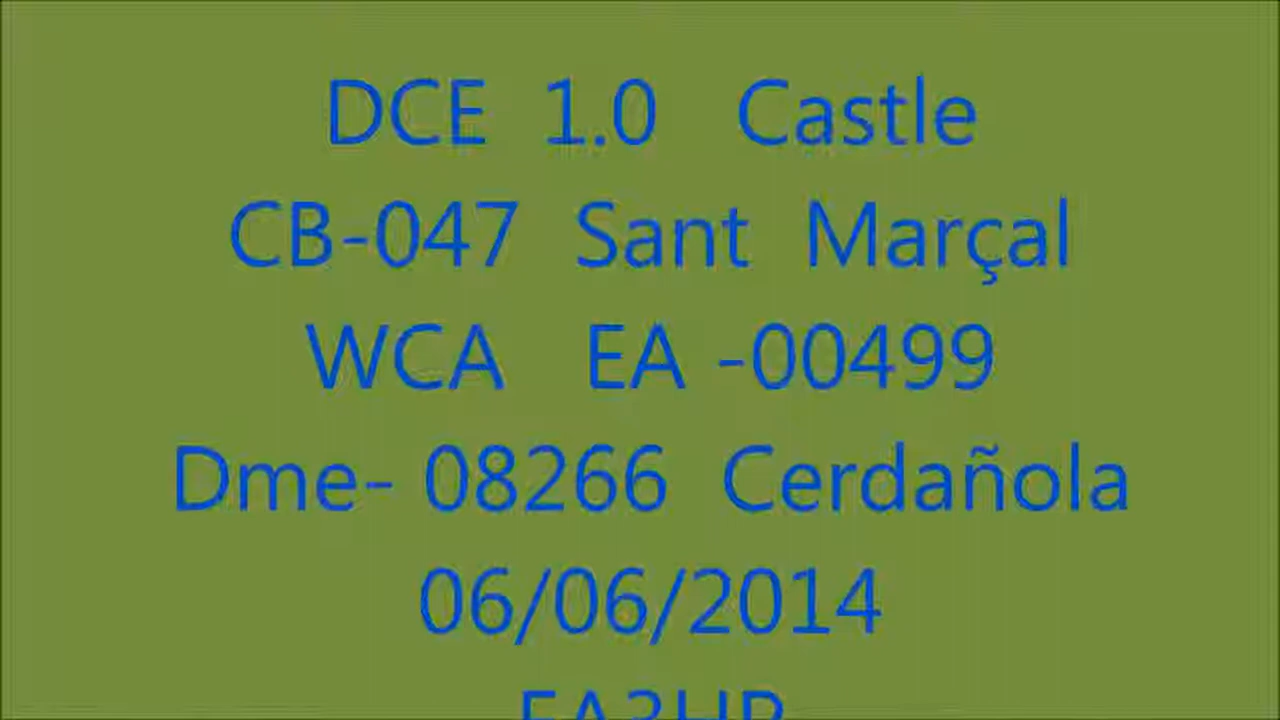 DCE 1.0 Castle
CB-047 Sant Marçal
WCA EA -00499
Dme- 08266 Cerdañola
06/06/2014